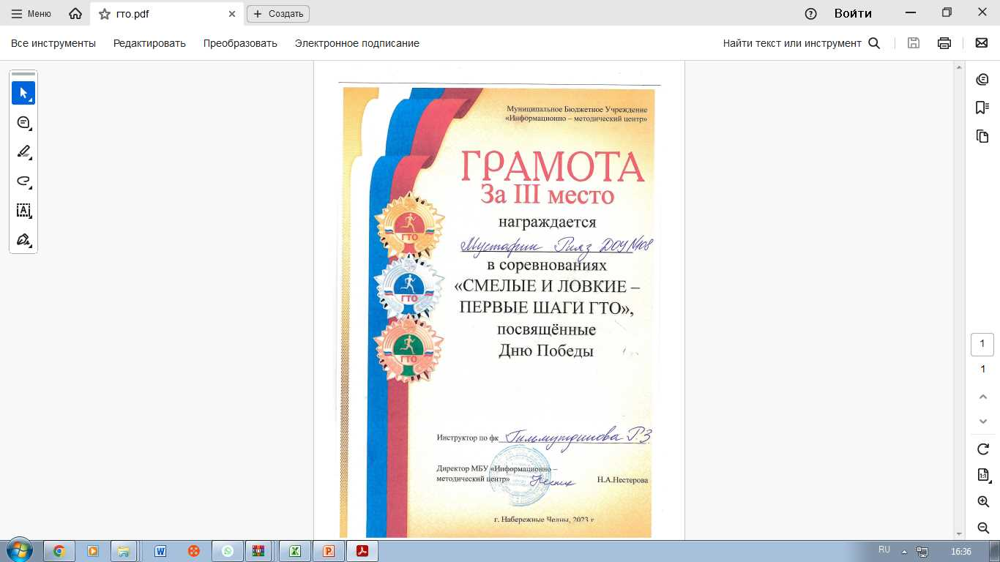 Меню
гто.pdf
Создать
Войти
Все инструменты
Редактировать
Преобразовать
Электронное подписание
Найти текст или инструмент
Муниципальное Бюджетное Учреждение
«Информационно – методический центр»
ГРАМОТА
За III место
награждается
Мустафин Рияз ДОУ №108
в соревнованиях
«СМЕЛЫЕ И ЛОВКИЕ –
ПЕРВЫЕ ШАГИ ГТО»,
посвящённые
Дню Победы
ГТО
ГТО
ГТО
Инструктор по фк Гильмутдинова Г.З.
Директор МБУ «Информационно –
методический центр»
Н.А.Нестерова
г. Набережные Челны, 2023 г
1
1
RU
16:36